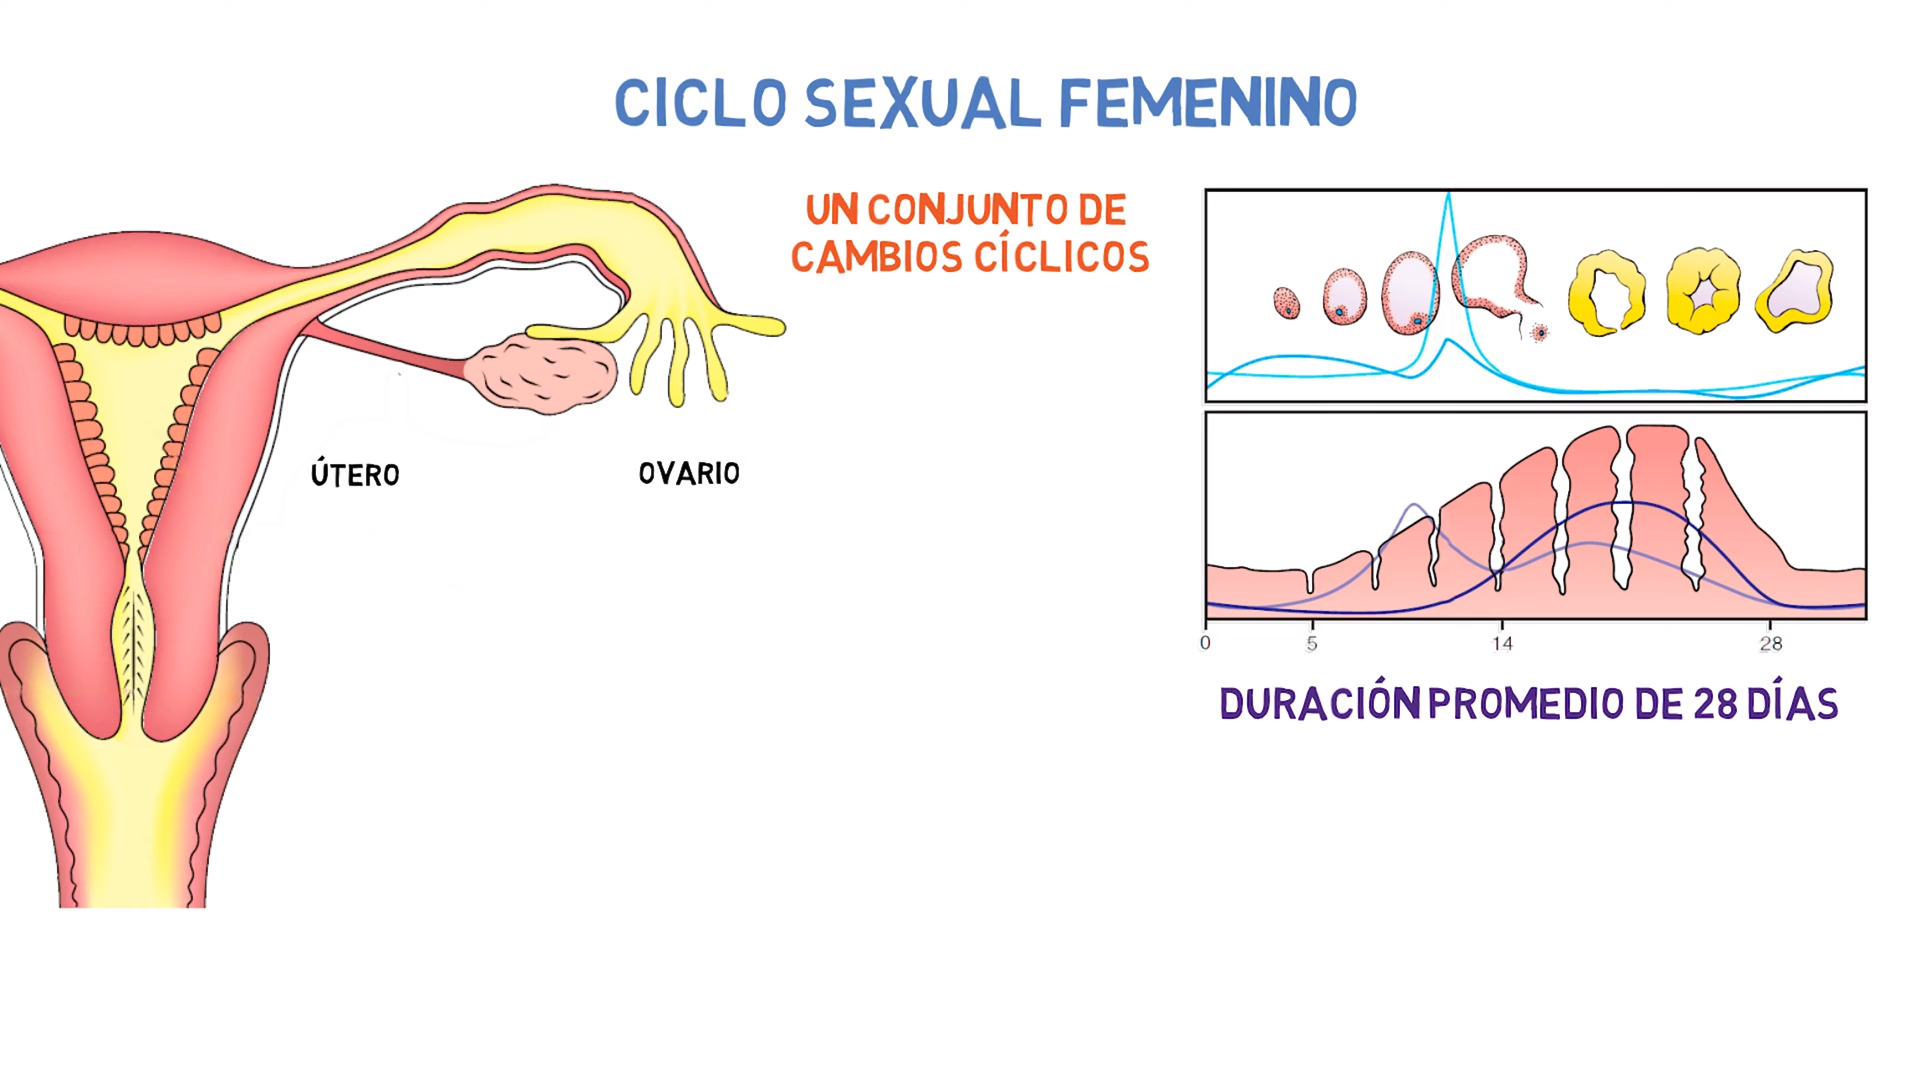 CICLO SEXUAL FEMENINO
UN CONJUNTO DE
CAMBIOS CÍCLICOS
ÚTERO
OVARIO
0 5 14 28
DURACIÓN PROMEDIO DE 28 DÍAS